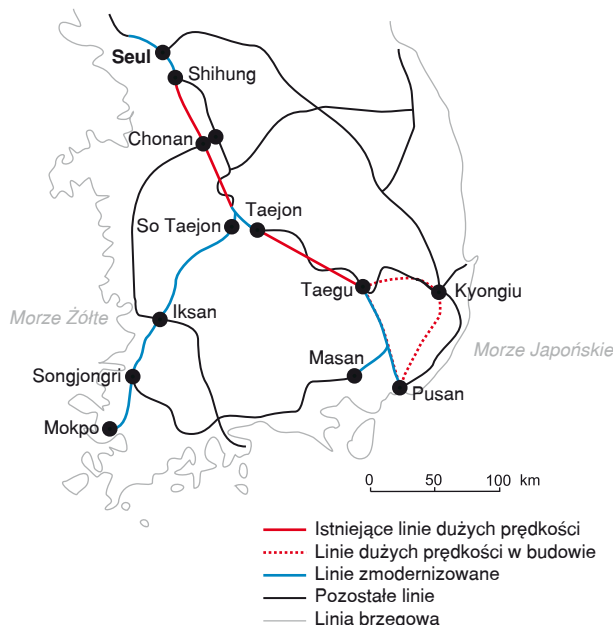 Seul
Shihung
Chonan
So Taejon
Taejon
Taegu
Kyongiu
Morze Żółte
Iksan
Masan
Morze Japońskie
Songjongri
Pusan
Mokpo
0 50 100 km
Istniejące linie dużych prędkości
Linie dużych prędkości w budowie
Linie zmodernizowane
Pozostałe linie
Linia brzegowa